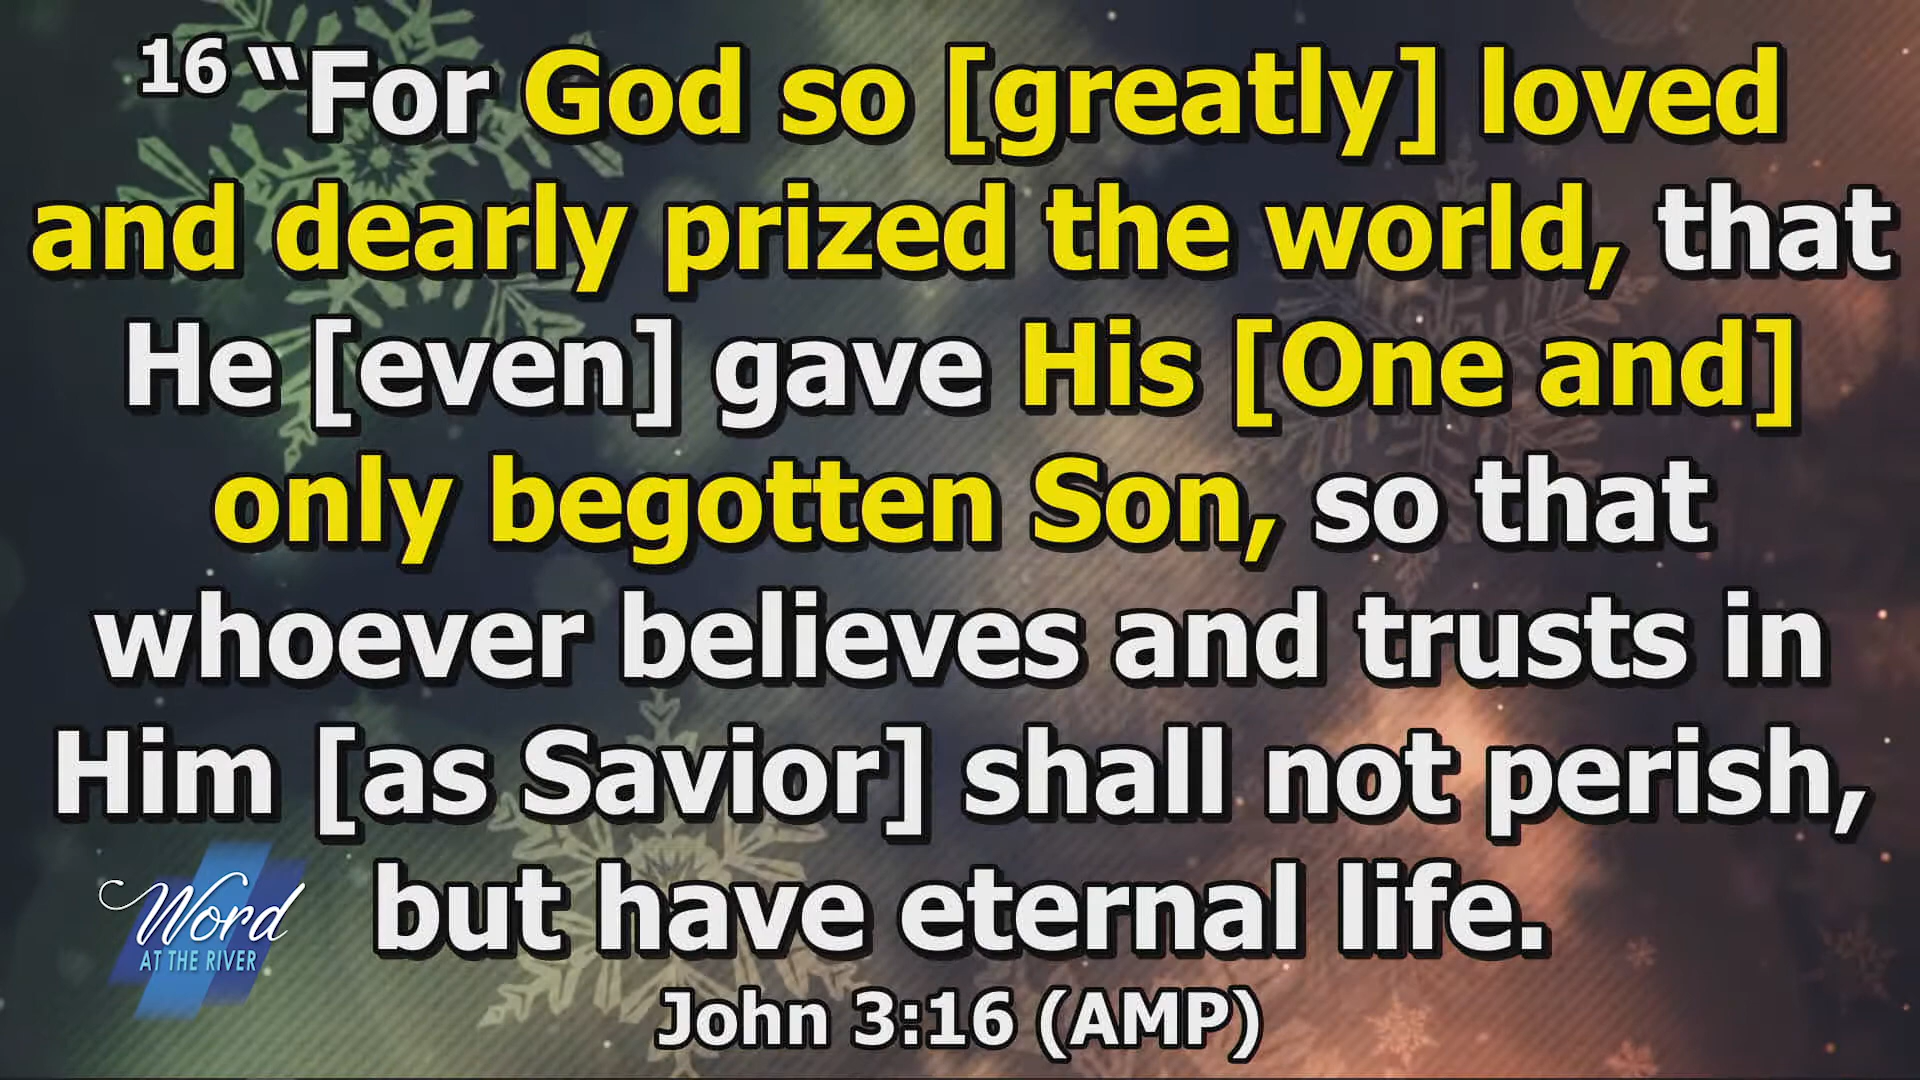 16 “For God so [greatly] loved
and dearly prized the world, that
He [even] gave His [One and]
only begotten Son, so that
whoever believes and trusts in
Him [as Savior] shall not perish,
but have eternal life.
John 3:16 (AMP)
Word
AT THE RIVER